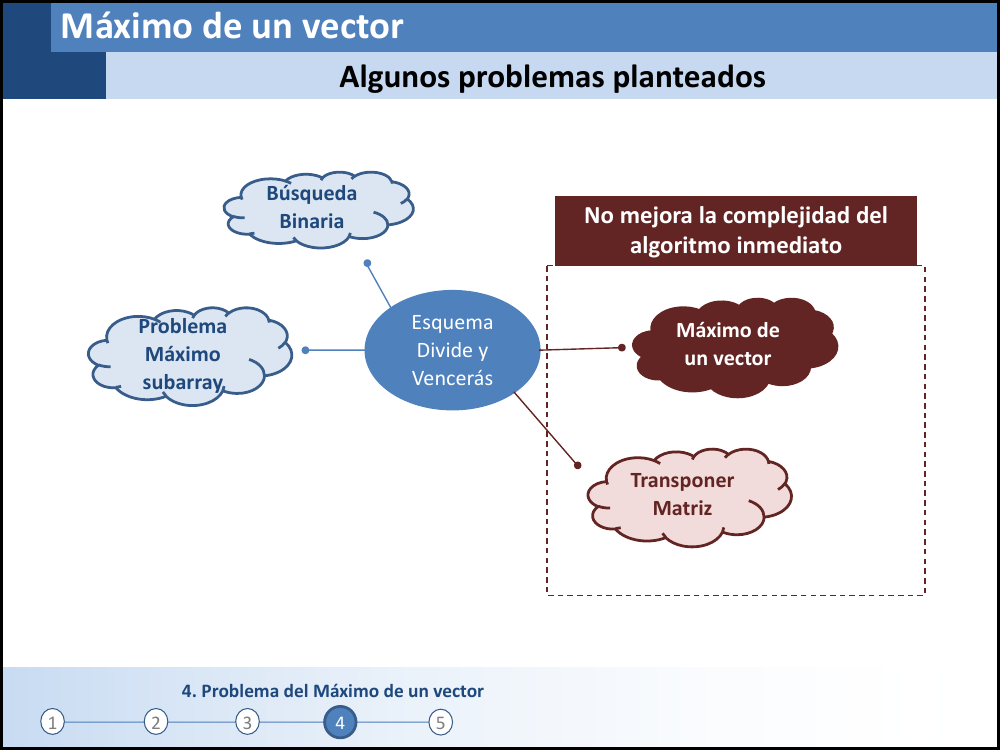 Máximo de un vector
Algunos problemas planteados
Búsqueda
Binaria
No mejora la complejidad del
algoritmo inmediato
Problema
Máximo
subarray
Esquema
Divide y
Vencerás
Máximo de
un vector
Transponer
Matriz
4. Problema del Máximo de un vector
1 2 3 4 5